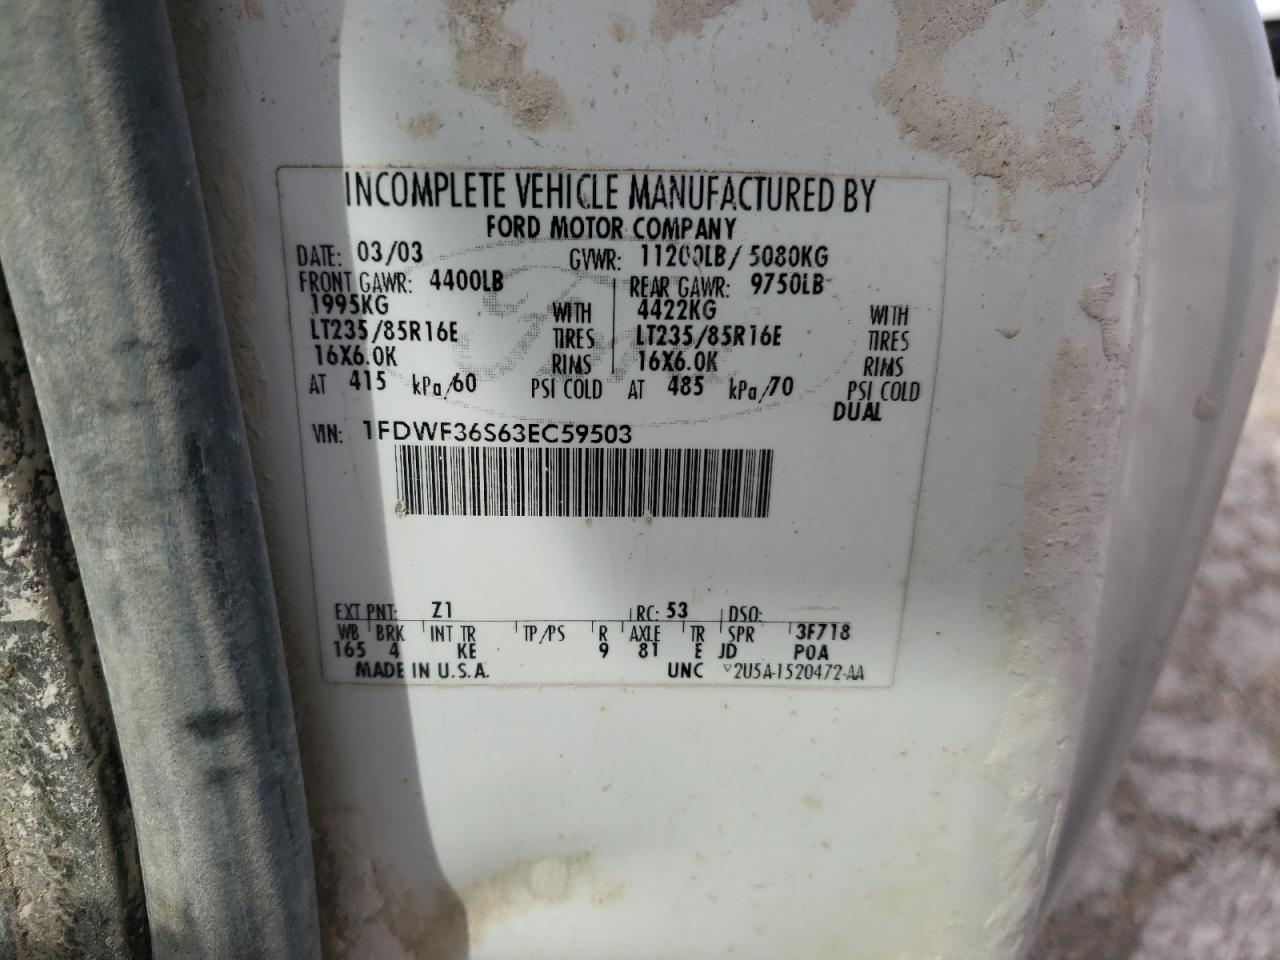 INCOMPLETE VEHICLE MANUFACTURED BY
FORD MOTOR COMPANY
DATE: 03/03 GVWR: 11200LB/ 5080KG
FRONT GAWR: 4400LB REAR GAWR: 9750LB
1995KG WITH 4422KG WITH
LT235/85R16E TIRES LT235/85R16E TIRES
16X6.0K RIMS 16X6.0K RIMS
AT 415 kPa/60 PSI COLD AT 485 kPa/70 PSI COLD
DUAL
VIN: 1FDWF36S63EC59503
EXT PNT: Z1 RC: 53 DSO:
WB BRK INT TR TP/PS R AXLE TR SPR 3F718
165 4 KE 9 81 E JD POA
MADE IN U.S.A. UNC V2U5A-1520472-AA